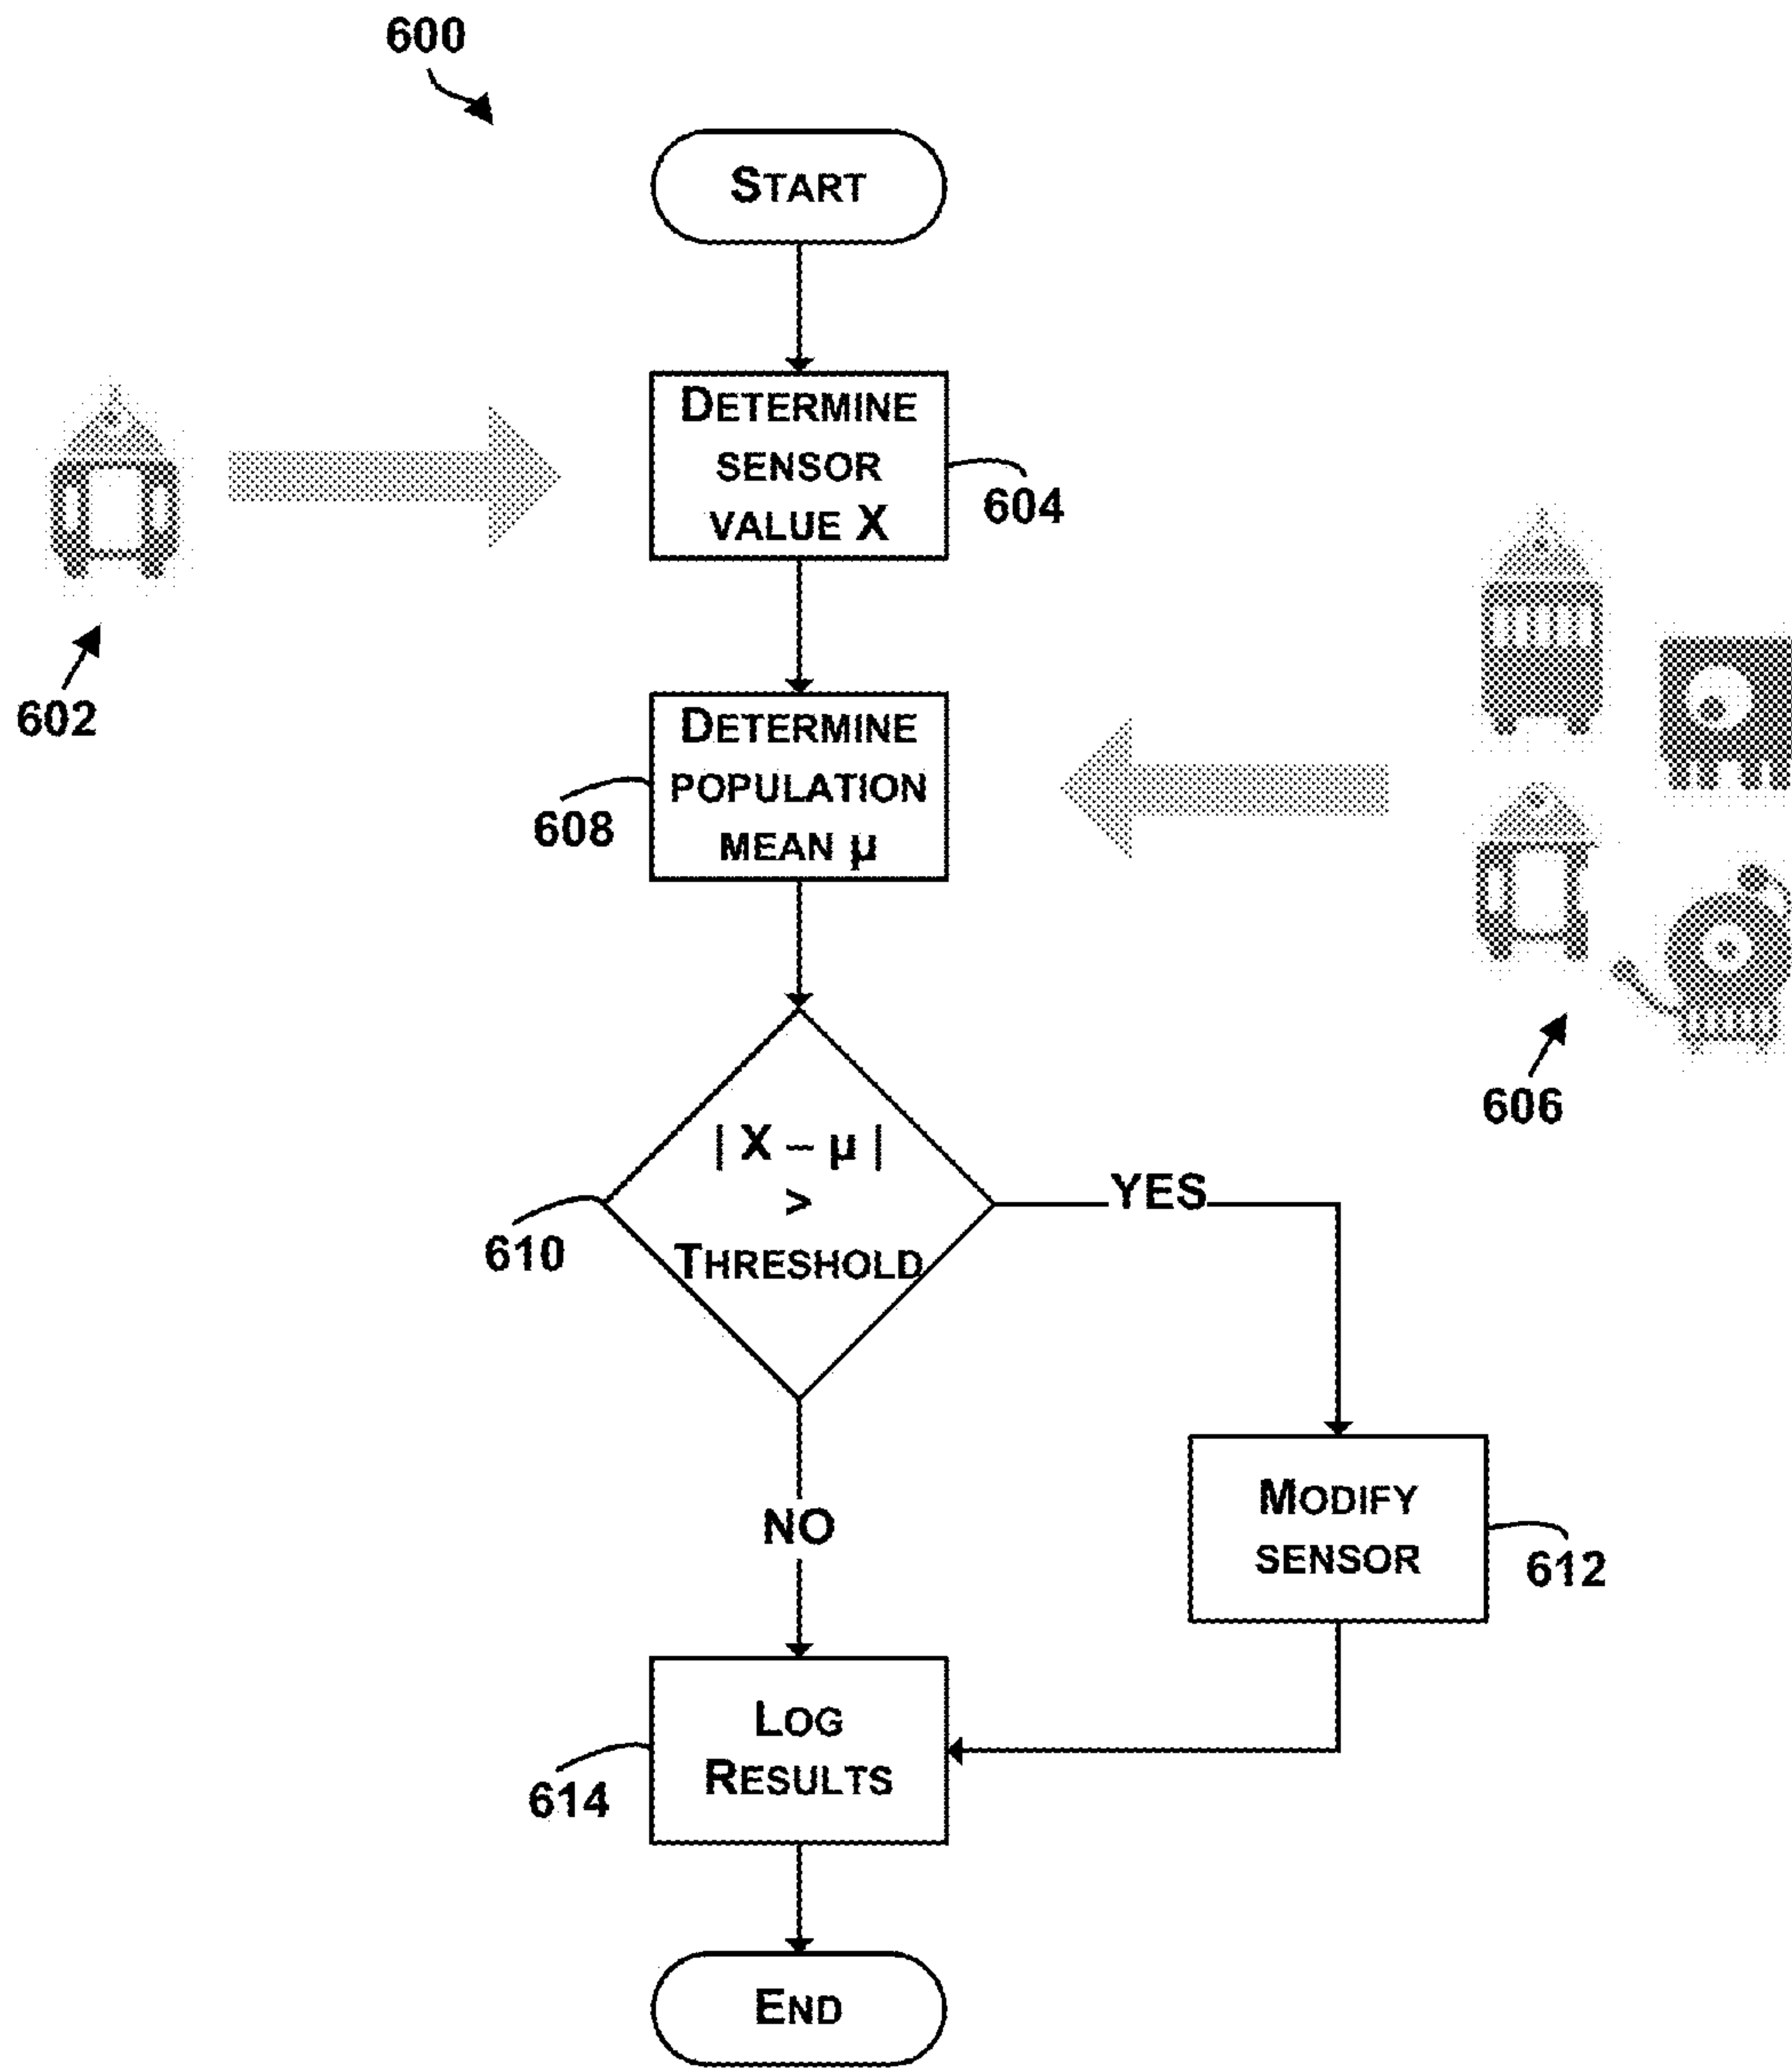 600
START
DETERMINE
SENSOR
VALUE X
604
602
DETERMINE
POPULATION
MEAN µ
608
606
| X – µ |
>
THRESHOLD
610
YES
NO
MODIFY
SENSOR
612
LOG
RESULTS
614
END